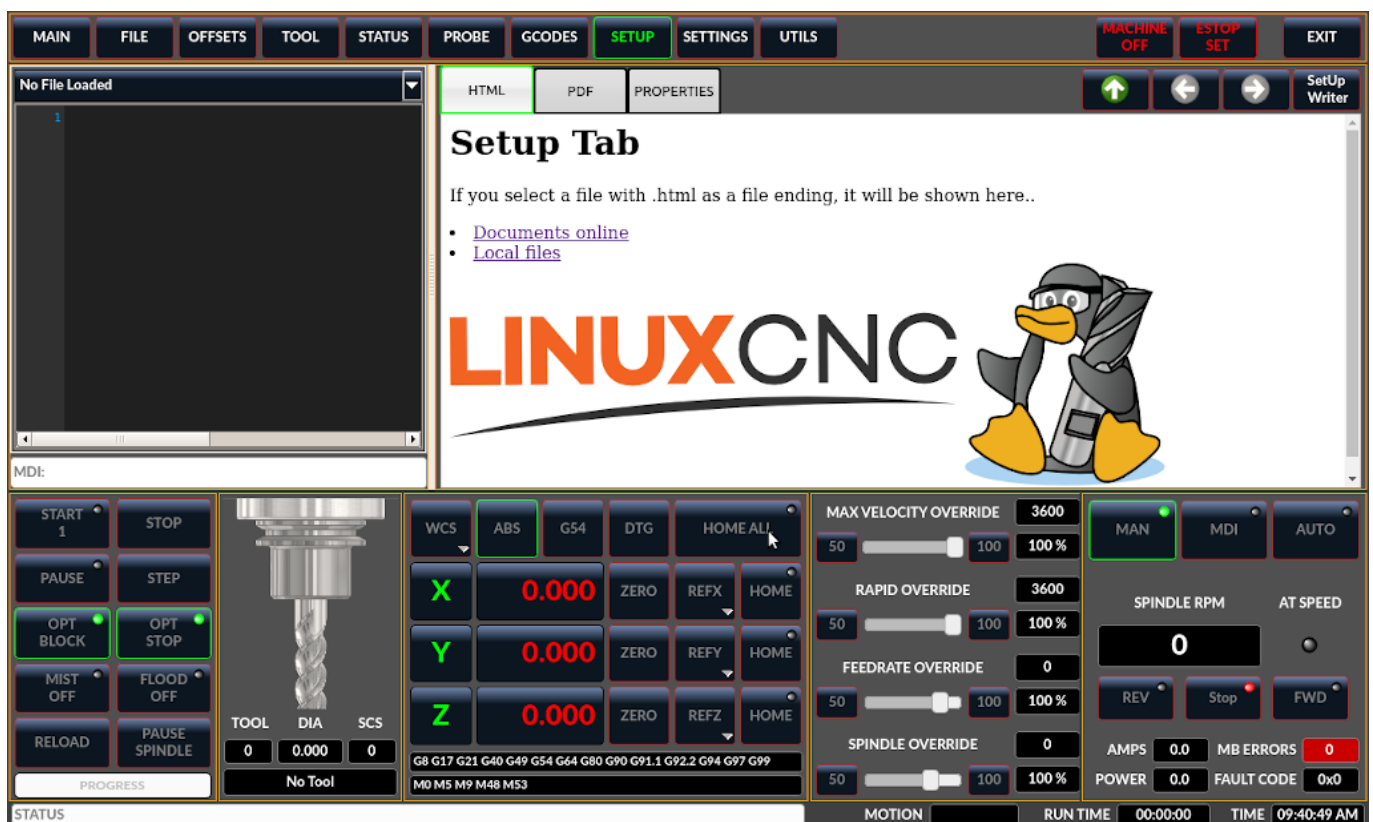 MAIN FILE OFFSETS TOOL STATUS PROBE GCODES SETUP SETTINGS UTILS MACHINE OFF ESTOP SET EXIT
No File Loaded
1
MDI:
HTML PDF PROPERTIES SetUp Writer
Setup Tab
If you select a file with .html as a file ending, it will be shown here..
• Documents online
• Local files
LINUXCNC
START 1 STOP
PAUSE STEP
OPT BLOCK OPT STOP
MIST OFF FLOOD OFF
RELOAD PAUSE SPINDLE
PROGRESS
TOOL DIA SCS
0 0.000 0
No Tool
WCS ABS G54 DTG HOME ALL
X 0.000 ZERO REFX HOME
Y 0.000 ZERO REFY HOME
Z 0.000 ZERO REFZ HOME
G8 G17 G21 G40 G49 G54 G64 G80 G90 G91.1 G92.2 G94 G97 G99
M0 M5 M9 M48 M53
MAX VELOCITY OVERRIDE 3600
50 100 100 %
RAPID OVERRIDE 3600
50 100 100 %
FEEDRATE OVERRIDE 0
50 100 100 %
SPINDLE OVERRIDE 0
50 100 100 %
MAN MDI AUTO
SPINDLE RPM AT SPEED
0
REV Stop FWD
AMPS 0.0 MB ERRORS 0
POWER 0.0 FAULT CODE 0x0
STATUS MOTION RUN TIME 00:00:00 TIME 09:40:49 AM